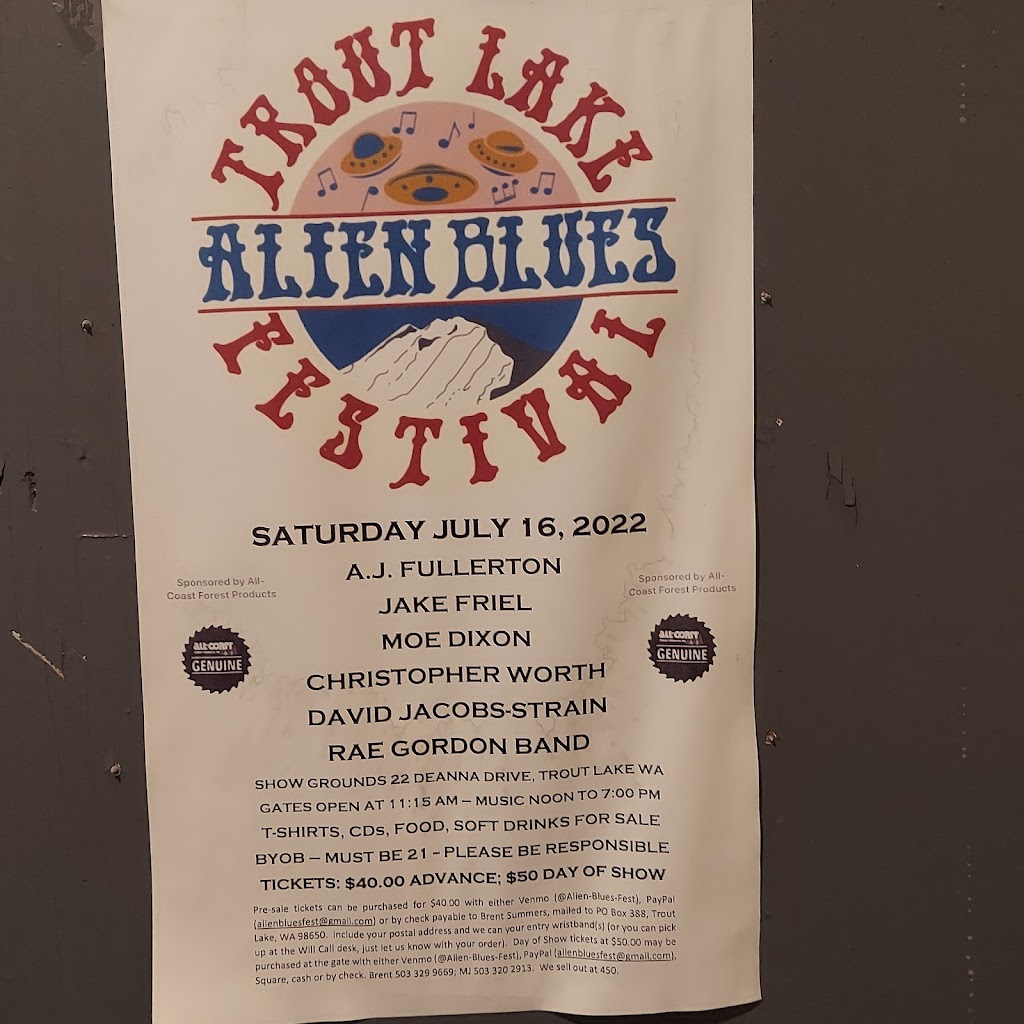 TROUT LAKE
ALIEN BLUES
FESTIVAL
SATURDAY JULY 16, 2022
A.J. FULLERTON
JAKE FRIEL
MOE DIXON
CHRISTOPHER WORTH
DAVID JACOBS-STRAIN
RAE GORDON BAND
Sponsored by All-
Coast Forest Products
ALL-COAST
GENUINE
Sponsored by All-
Coast Forest Products
ALL-COAST
GENUINE
SHOW GROUNDS 22 DEANNA DRIVE, TROUT LAKE WA
GATES OPEN AT 11:15 AM – MUSIC NOON TO 7:00 PM
T-SHIRTS, CDs, FOOD, SOFT DRINKS FOR SALE
BYOB – MUST BE 21 – PLEASE BE RESPONSIBLE
TICKETS: $40.00 ADVANCE; $50 DAY OF SHOW
Pre-sale tickets can be purchased for $40.00 with either Venmo (@Alien-Blues-Fest), PayPal
(alienbluesfest@gmail.com) or by check payable to Brent Summers, mailed to PO Box 388, Trout
Lake, WA 98650. Include your postal address and we can your entry wristband(s) (or you can pick
up at the Will Call desk, just let us know with your order). Day of Show tickets at $50.00 may be
purchased at the gate with either Venmo (@Alien-Blues-Fest), PayPal (alienbluesfest@gmail.com),
Square, cash or by check. Brent 503 329 9669; MJ 503 320 2913. We sell out at 450.